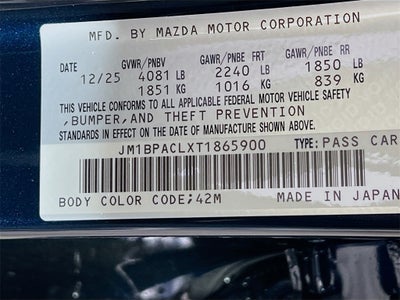 MFD. BY MAZDA MOTOR CORPORATION
GVWR/PNBV GAWR/PNBE FRT GAWR/PNBE RR
12/25 4081 LB 2240 LB 1850 LB
1851 KG 1016 KG 839 KG
THIS VEHICLE CONFORMS TO ALL APPLICABLE FEDERAL MOTOR VEHICLE SAFETY
,BUMPER,AND THEFT PREVENTION
STANDARDS IN EFFECT ON THE DATE OF MANUFACTURE SHOWN ABOVE.
JM1BPACLXT1865900 TYPE: PASS CAR
BODY COLOR CODE;42M MADE IN JAPAN